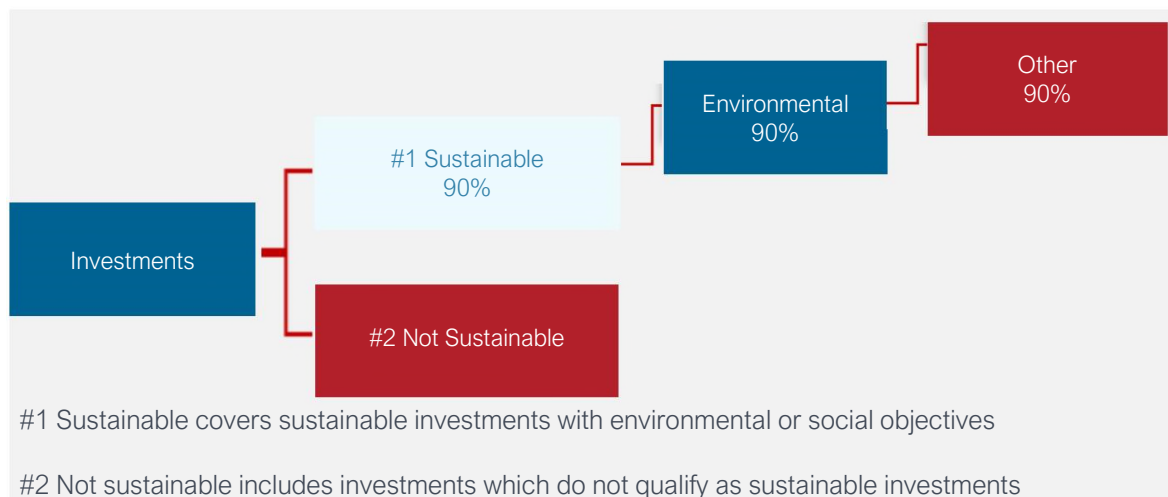 Other
90%
Environmental
90%
#1 Sustainable
90%
Investments
#2 Not Sustainable
#1 Sustainable covers sustainable investments with environmental or social objectives
#2 Not sustainable includes investments which do not qualify as sustainable investments